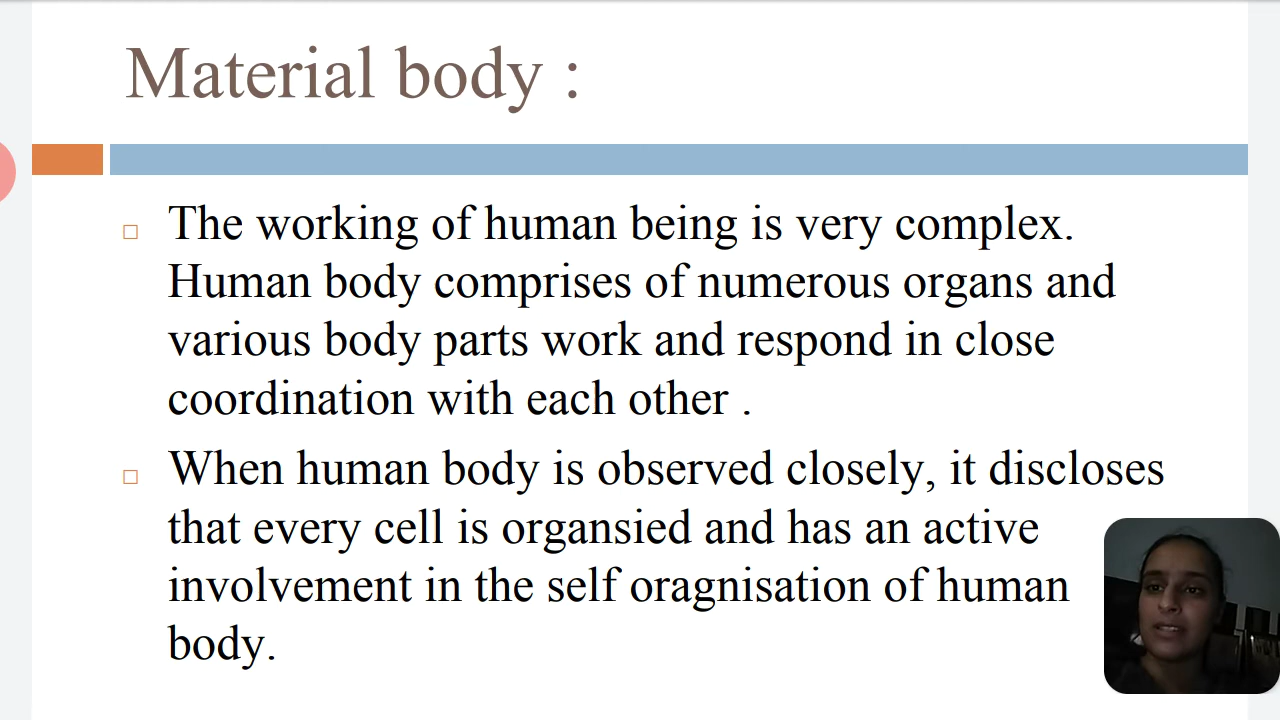 Material body :
The working of human being is very complex.
Human body comprises of numerous organs and
various body parts work and respond in close
coordination with each other .
When human body is observed closely, it discloses
that every cell is organsied and has an active
involvement in the self oragnisation of human
body.